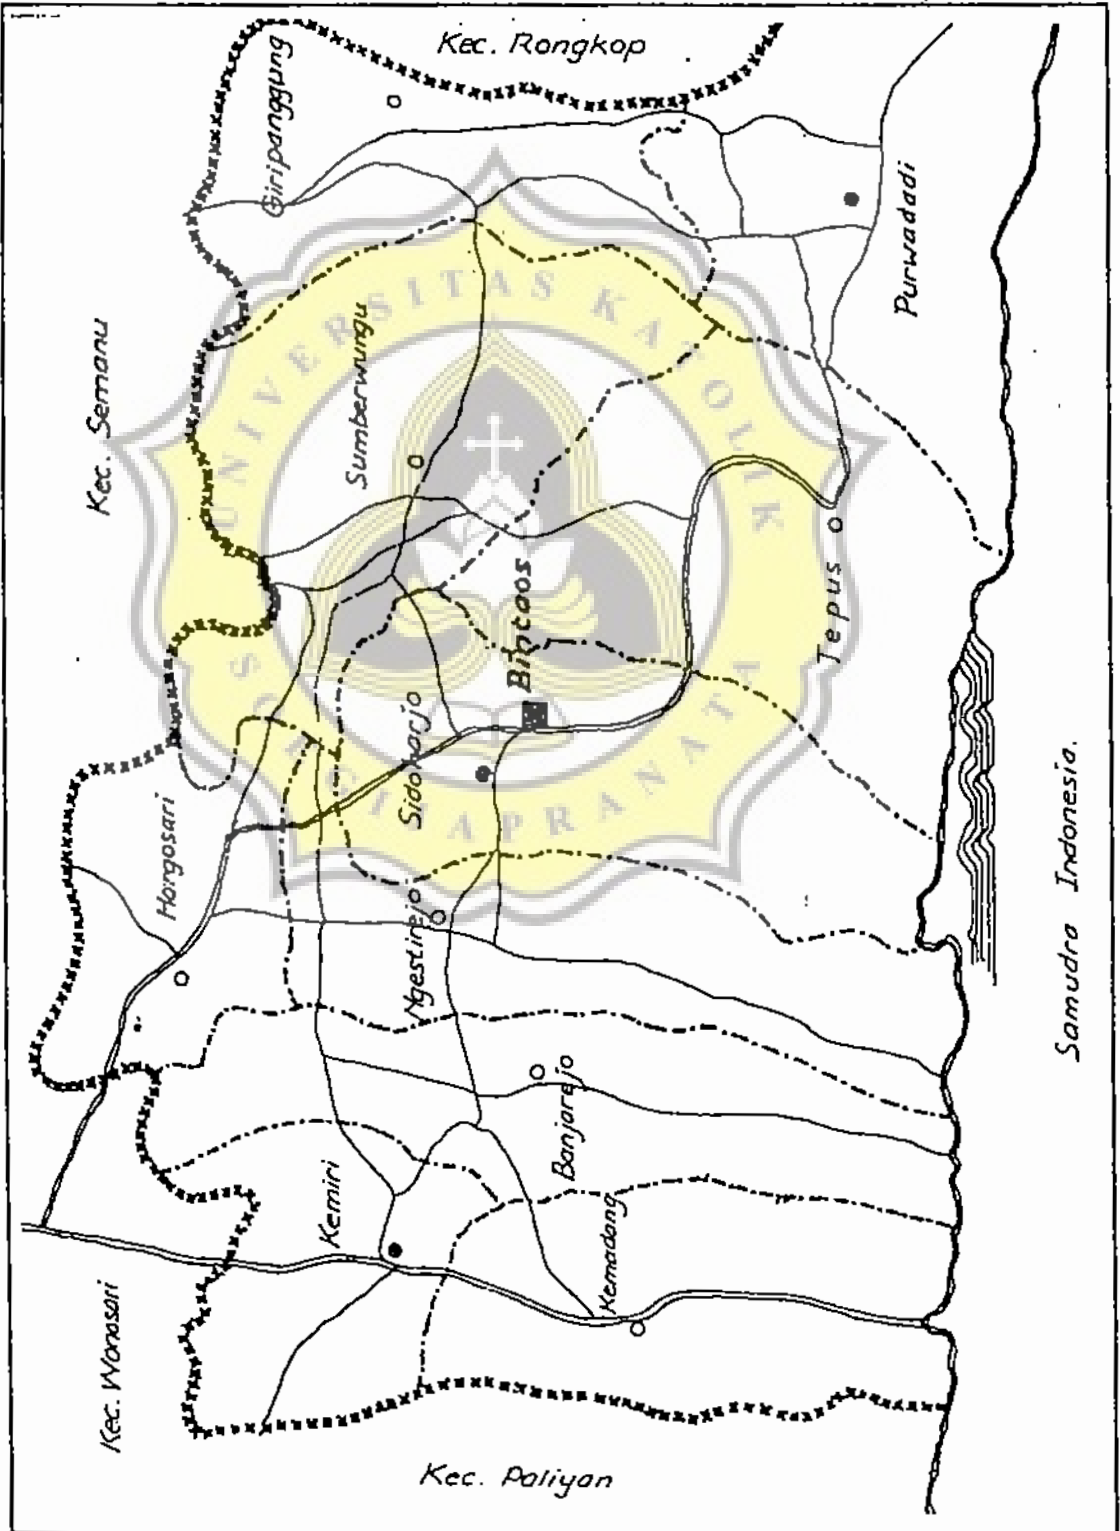 Kec. Rongkop
Giripanggung
Purwadadi
Kec. Semanu
Sumberwungu
Tepus
Bintaos
Sidoharjo
Hargosari
Ngestirejo
Banjarejo
Kemiri
Kemadang
Kec. Wonosari
Kec. Paliyan
Samudra Indonesia.
UNIVERSITAS KATOLIK
SOEGIJAPRANATA